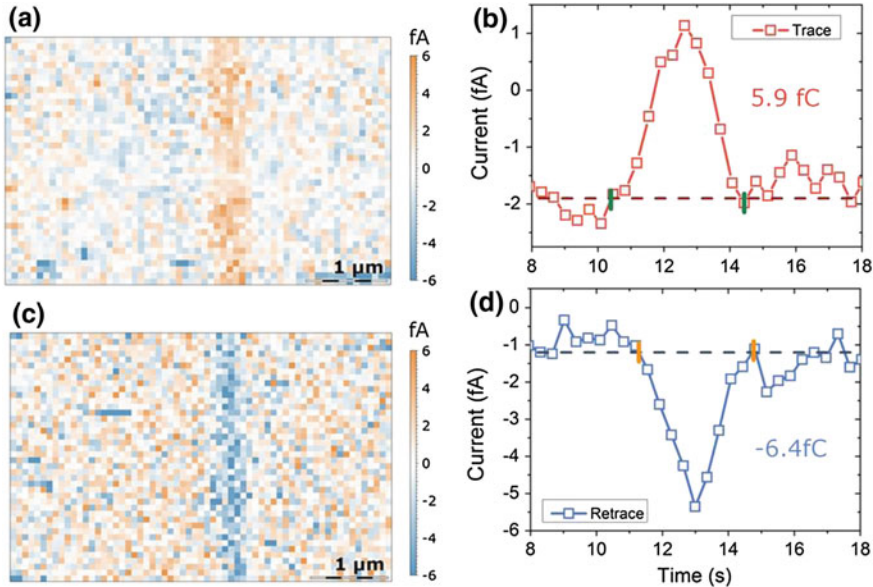 (a)
fA
6
4
2
0
-2
-4
-6
1 µm
(b)
Current (fA)
1
0
-1
-2
8 10 12 14 16 18
Trace
5.9 fC
(c)
fA
6
4
2
0
-2
-4
-6
1 µm
(d)
Current (fA)
0
-1
-2
-3
-4
-5
-6
8 10 12 14 16 18
Time (s)
Retrace
-6.4fC